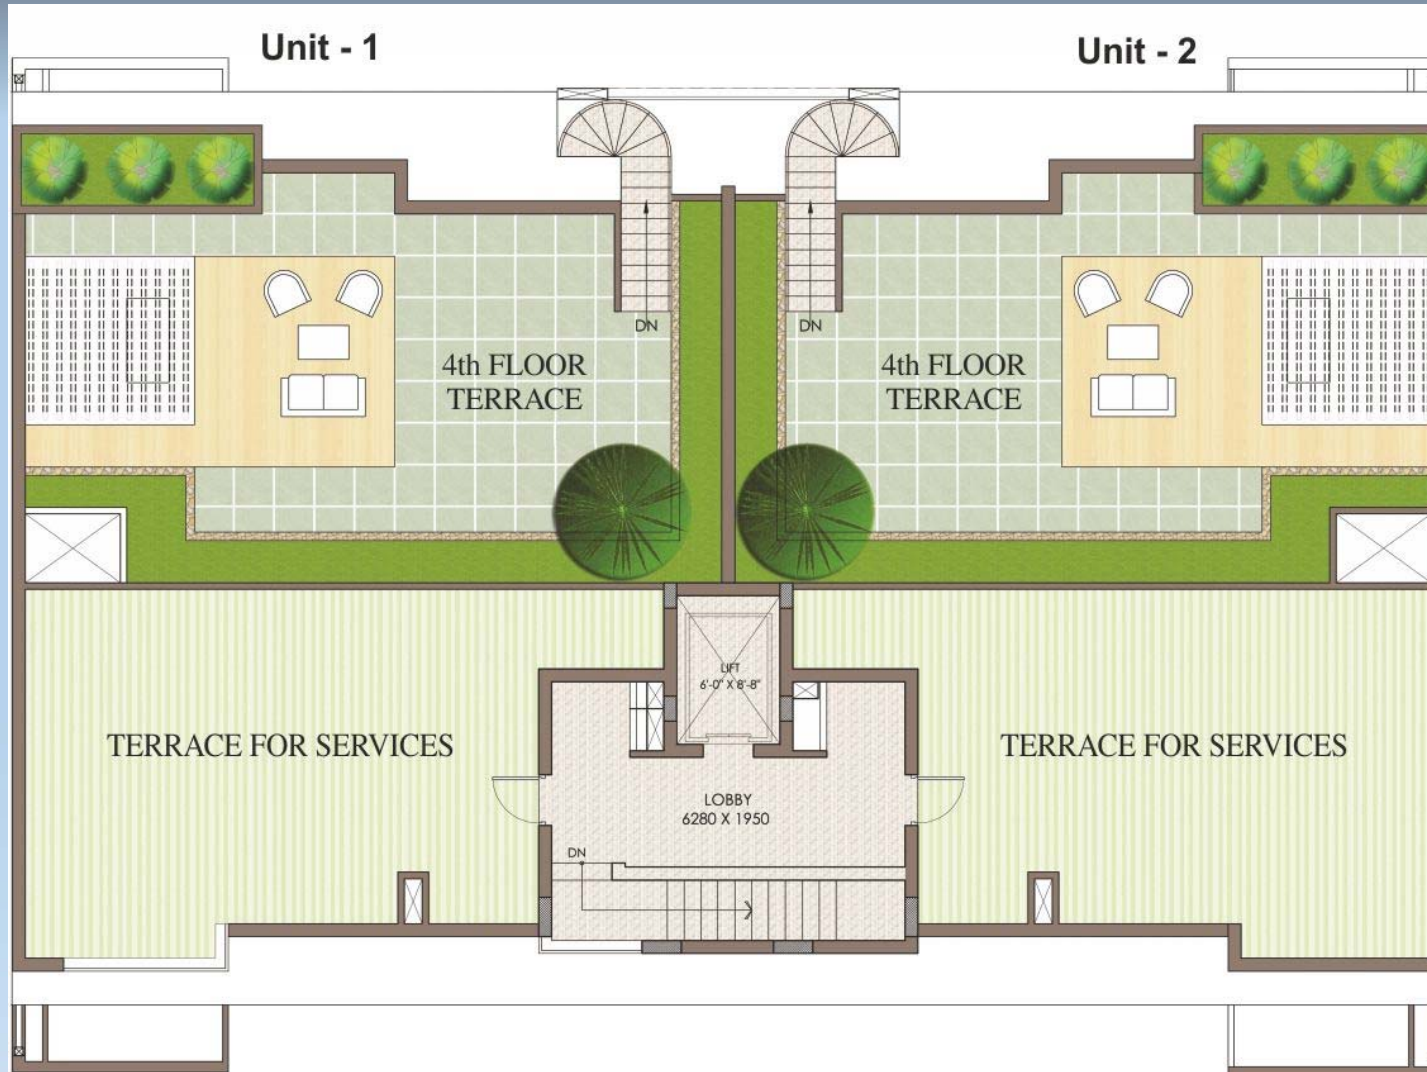 Unit - 1
Unit - 2
DN
DN
4th FLOOR
TERRACE
4th FLOOR
TERRACE
LIFT
6'-0" X 8'-8"
TERRACE FOR SERVICES
TERRACE FOR SERVICES
LOBBY
6280 X 1950
DN